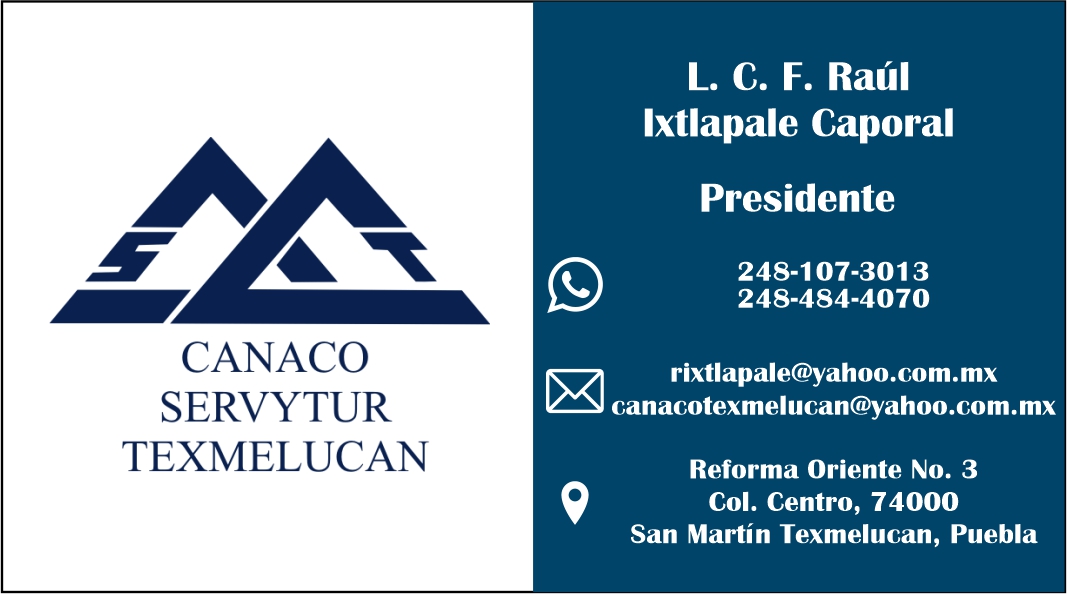 S C T
CANACO
SERVYTUR
TEXMELUCAN
L. C. F. Raúl
Ixtlapale Caporal
Presidente
248-107-3013
248-484-4070
rixtlapale@yahoo.com.mx
canacotexmelucan@yahoo.com.mx
Reforma Oriente No. 3
Col. Centro, 74000
San Martín Texmelucan, Puebla